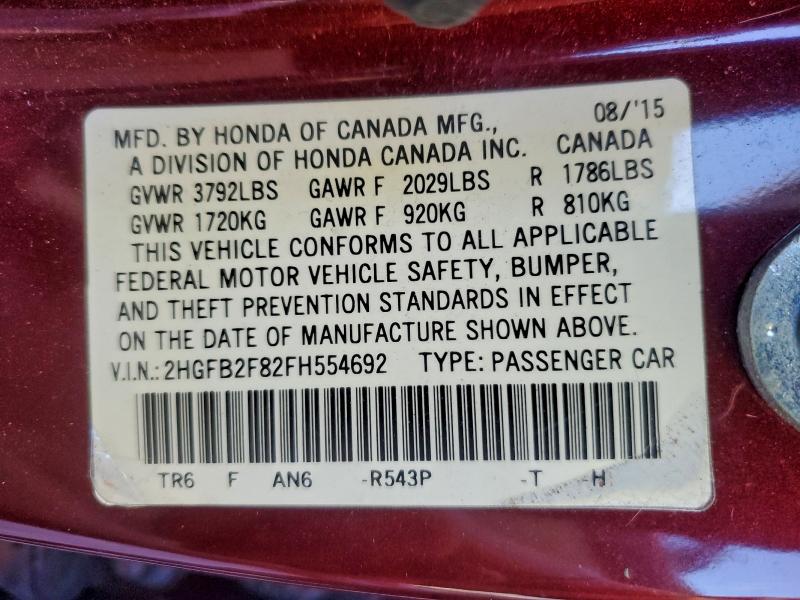 08/'15
MFD. BY HONDA OF CANADA MFG.,
A DIVISION OF HONDA CANADA INC. CANADA
GVWR 3792LBS GAWR F 2029LBS R 1786LBS
GVWR 1720KG GAWR F 920KG R 810KG
THIS VEHICLE CONFORMS TO ALL APPLICABLE
FEDERAL MOTOR VEHICLE SAFETY, BUMPER,
AND THEFT PREVENTION STANDARDS IN EFFECT
ON THE DATE OF MANUFACTURE SHOWN ABOVE.
V.I.N.: 2HGFB2F82FH554692 TYPE: PASSENGER CAR
TR6 F AN6 -R543P -T -H